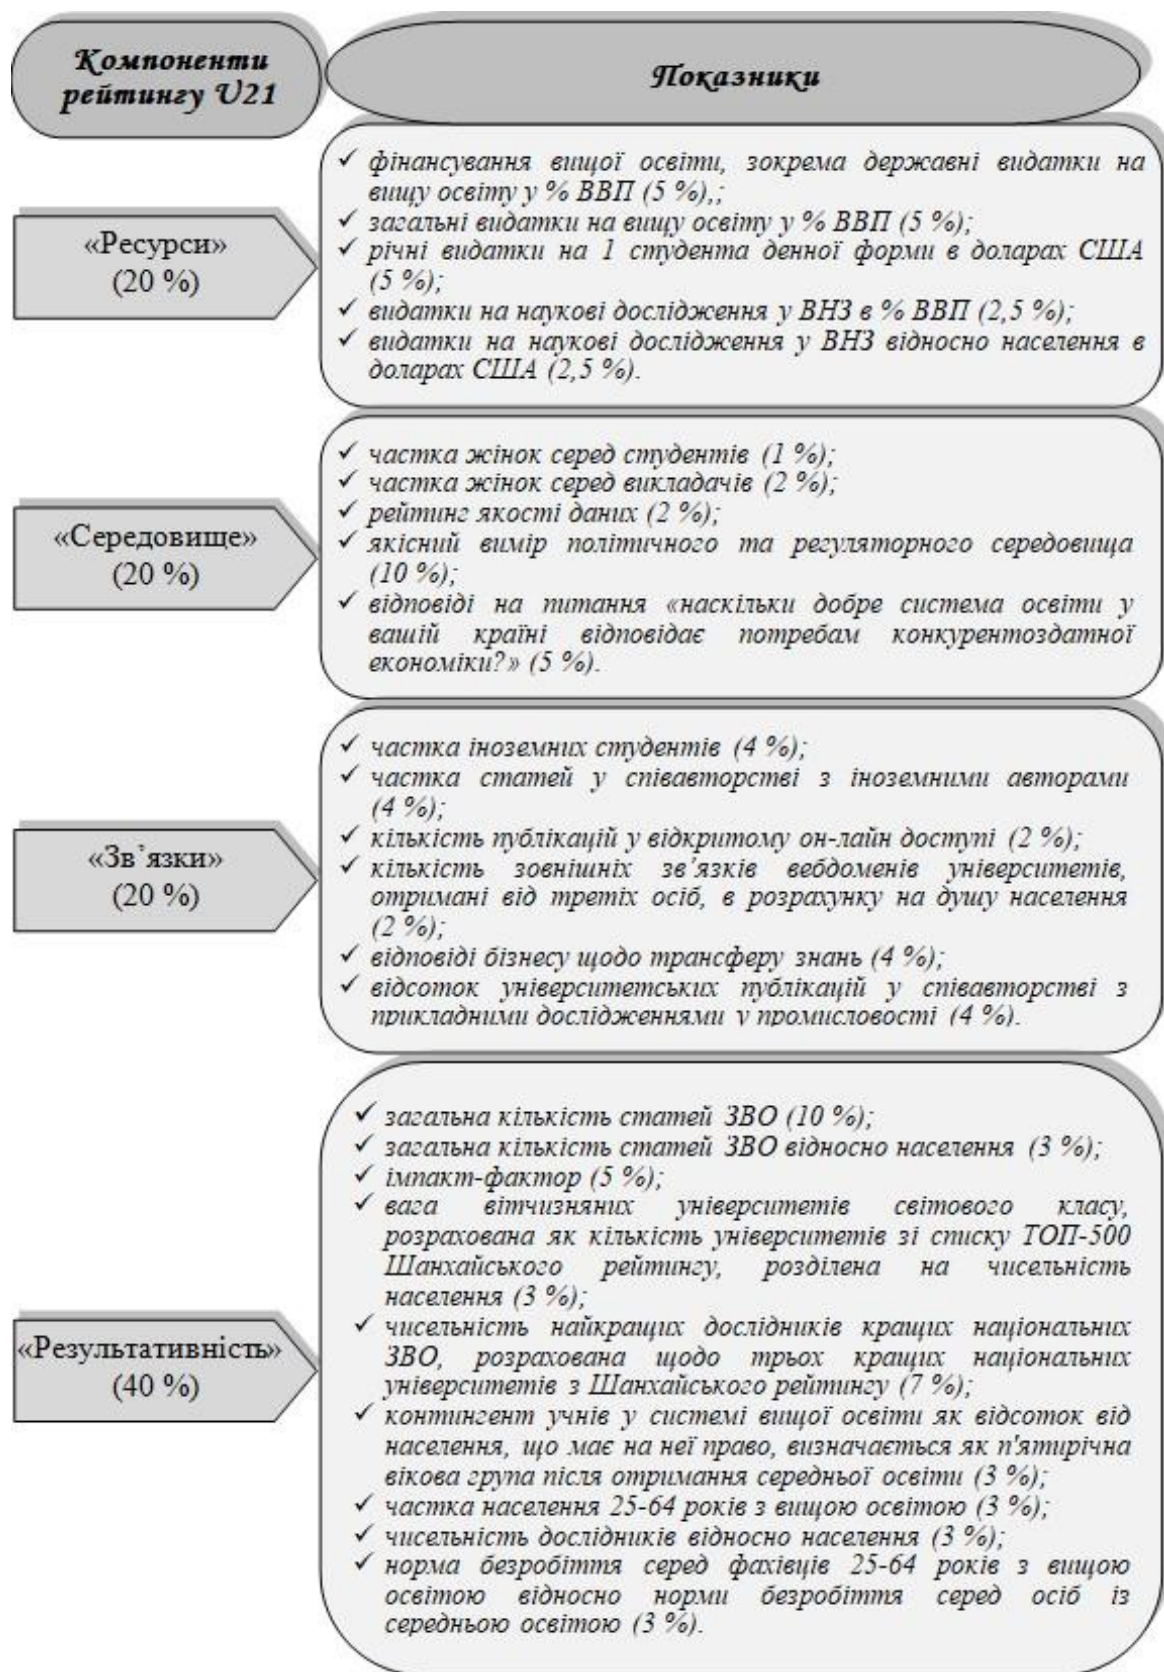 Компоненти
рейтингу U21
Показники
«Ресурси»
(20 %)
✓ фінансування вищої освіти, зокрема державні видатки на
вищу освіту у % ВВП (5 %),;
✓ загальні видатки на вищу освіту у % ВВП (5 %);
✓ річні видатки на 1 студента денної форми в доларах США
(5 %);
✓ видатки на наукові дослідження у ВНЗ в % ВВП (2,5 %);
✓ видатки на наукові дослідження у ВНЗ відносно населення в
доларах США (2,5 %).
«Середовище»
(20 %)
✓ частка жінок серед студентів (1 %);
✓ частка жінок серед викладачів (2 %);
✓ рейтинг якості даних (2 %);
✓ якісний вимір політичного та регуляторного середовища
(10 %);
✓ відповіді на питання «наскільки добре система освіти у
вашій країні відповідає потребам конкурентоздатної
економіки?» (5 %).
«Зв’язки»
(20 %)
✓ частка іноземних студентів (4 %);
✓ частка статей у співавторстві з іноземними авторами
(4 %);
✓ кількість публікацій у відкритому он-лайн доступі (2 %);
✓ кількість зовнішніх зв’язків вебдоменів університетів,
отримані від третіх осіб, в розрахунку на душу населення
(2 %);
✓ відповіді бізнесу щодо трансферу знань (4 %);
✓ відсоток університетських публікацій у співавторстві з
прикладними дослідженнями у промисловості (4 %).
«Результативність»
(40 %)
✓ загальна кількість статей ЗВО (10 %);
✓ загальна кількість статей ЗВО відносно населення (3 %);
✓ імпакт-фактор (5 %);
✓ вага вітчизняних університетів світового класу,
розрахована як кількість університетів зі списку ТОП-500
Шанхайського рейтингу, розділена на чисельність
населення (3 %);
✓ чисельність найкращих дослідників кращих національних
ЗВО, розрахована щодо трьох кращих національних
університетів з Шанхайського рейтингу (7 %);
✓ контингент учнів у системі вищої освіти як відсоток від
населення, що має на неї право, визначається як п'ятирічна
вікова група після отримання середньої освіти (3 %);
✓ частка населення 25-64 років з вищою освітою (3 %);
✓ чисельність дослідників відносно населення (3 %);
✓ норма безробіття серед фахівців 25-64 років з вищою
освітою відносно норми безробіття серед осіб із
середньою освітою (3 %).